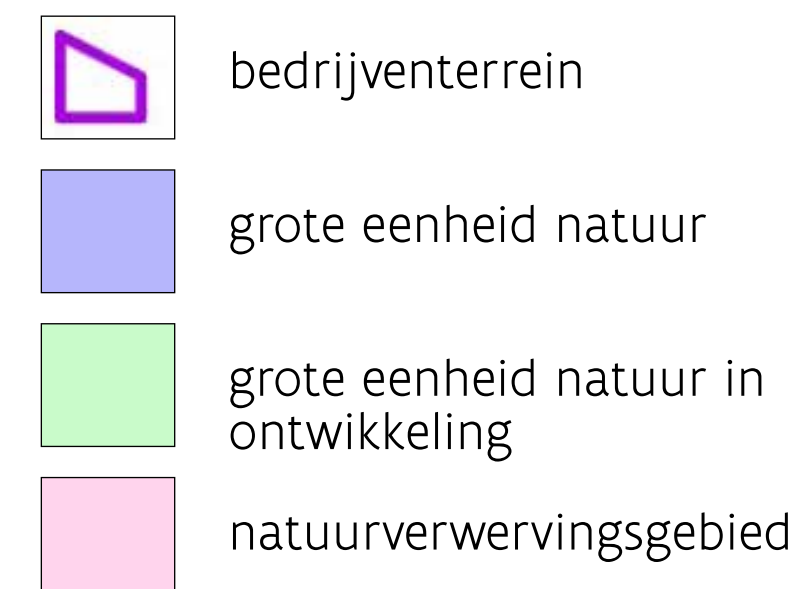 bedrijventerrein
grote eenheid natuur
grote eenheid natuur in
ontwikkeling
natuurverwervingsgebied